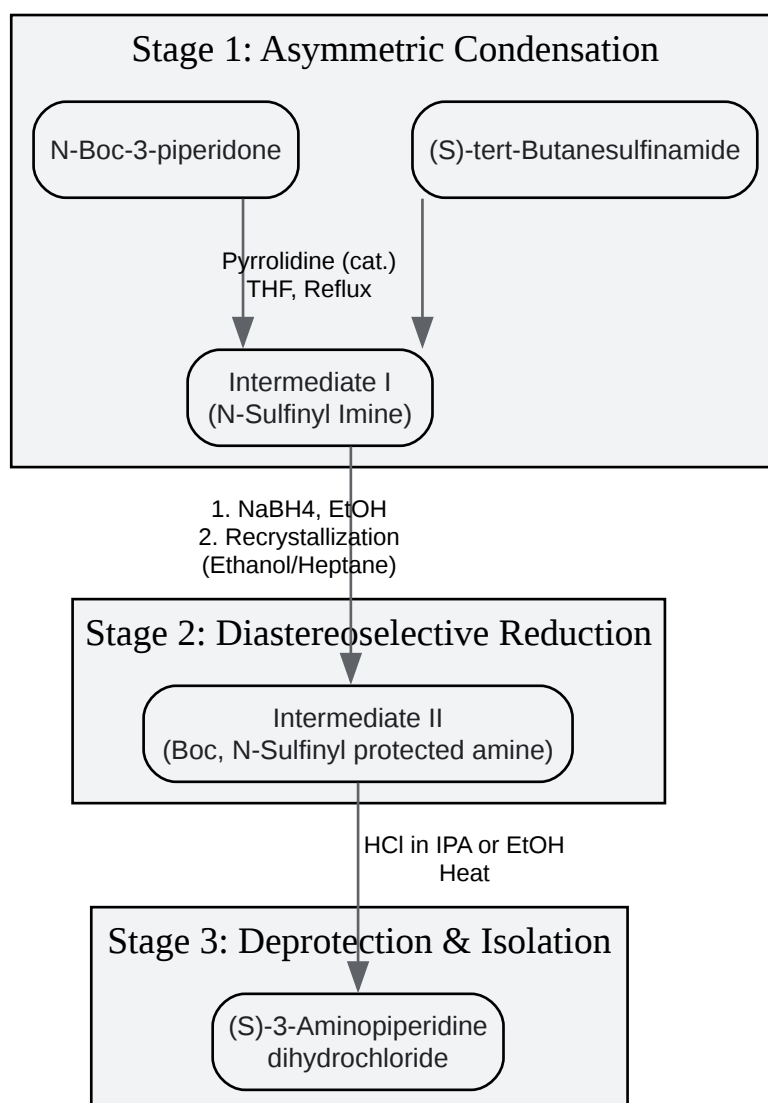 Stage 1: Asymmetric Condensation
N-Boc-3-piperidone
(S)-tert-Butanesulfinamide
Pyrrolidine (cat.)
THF, Reflux
Intermediate I
(N-Sulfinyl Imine)
1. NaBH4, EtOH
2. Recrystallization
(Ethanol/Heptane)
Stage 2: Diastereoselective Reduction
Intermediate II
(Boc, N-Sulfinyl protected amine)
HCl in IPA or EtOH
Heat
Stage 3: Deprotection & Isolation
(S)-3-Aminopiperidine
dihydrochloride